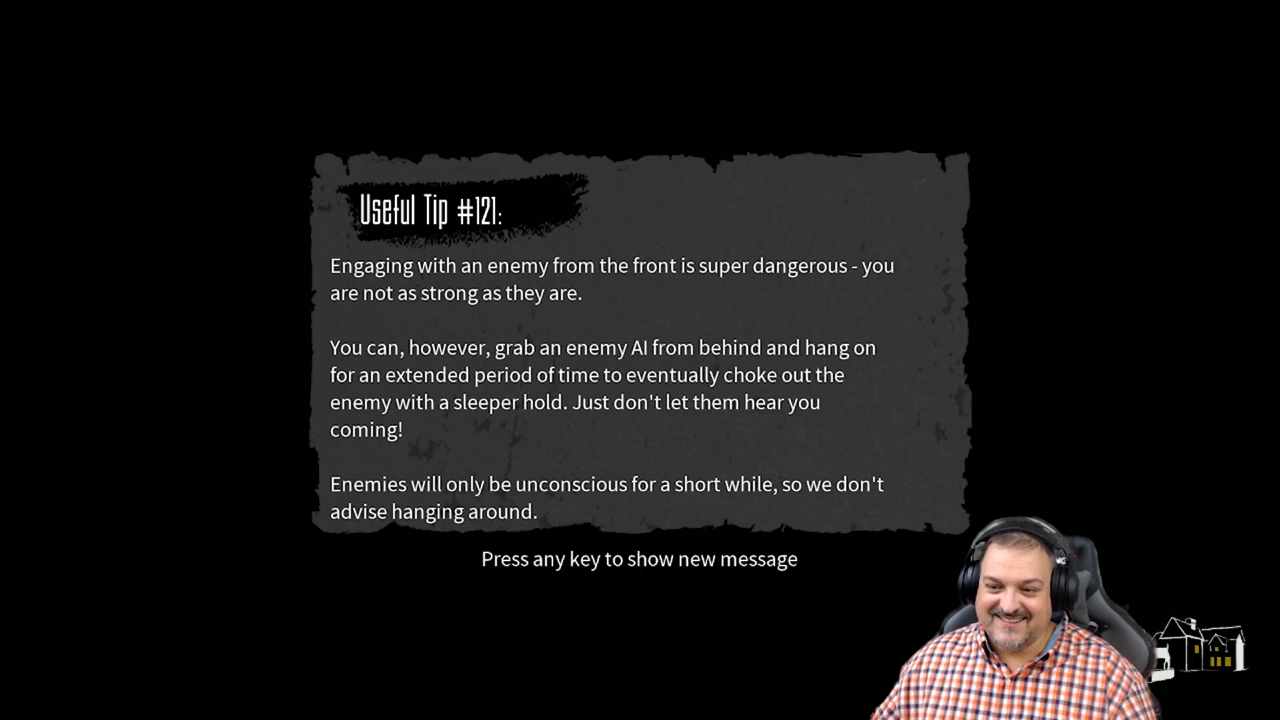 Useful Tip #121:
Engaging with an enemy from the front is super dangerous - you
are not as strong as they are.
You can, however, grab an enemy AI from behind and hang on
for an extended period of time to eventually choke out the
enemy with a sleeper hold. Just don't let them hear you
coming!
Enemies will only be unconscious for a short while, so we don't
advise hanging around.
Press any key to show new message